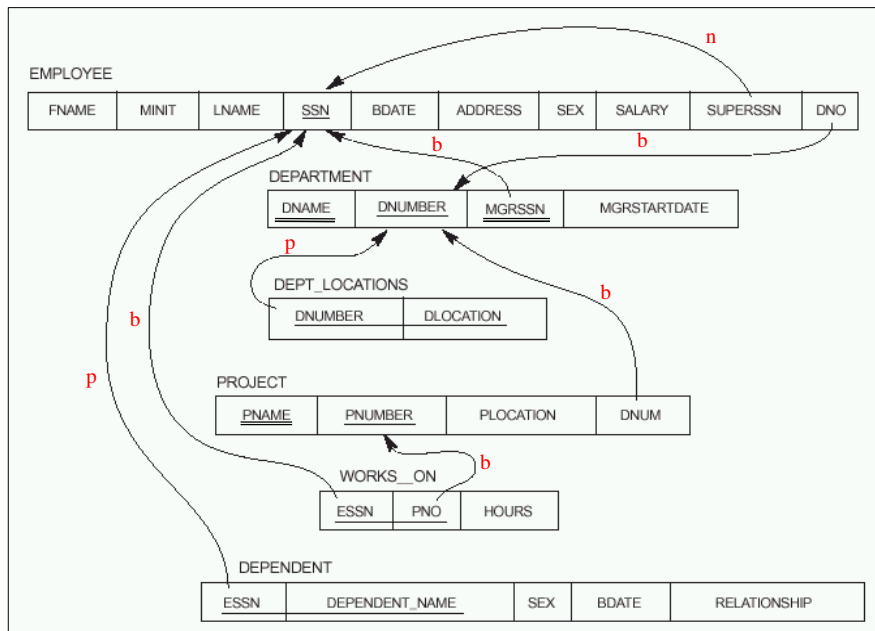 n
EMPLOYEE
FNAME MINIT LNAME SSN BDATE ADDRESS SEX SALARY SUPERSSN DNO
b b
DEPARTMENT
DNAME DNUMBER MGRSSN MGRSTARTDATE
p
DEPT_LOCATIONS
b b
DNUMBER DLOCATION
p
PROJECT
PNAME PNUMBER PLOCATION DNUM
b
WORKS__ON
ESSN PNO HOURS
DEPENDENT
ESSN DEPENDENT_NAME SEX BDATE RELATIONSHIP